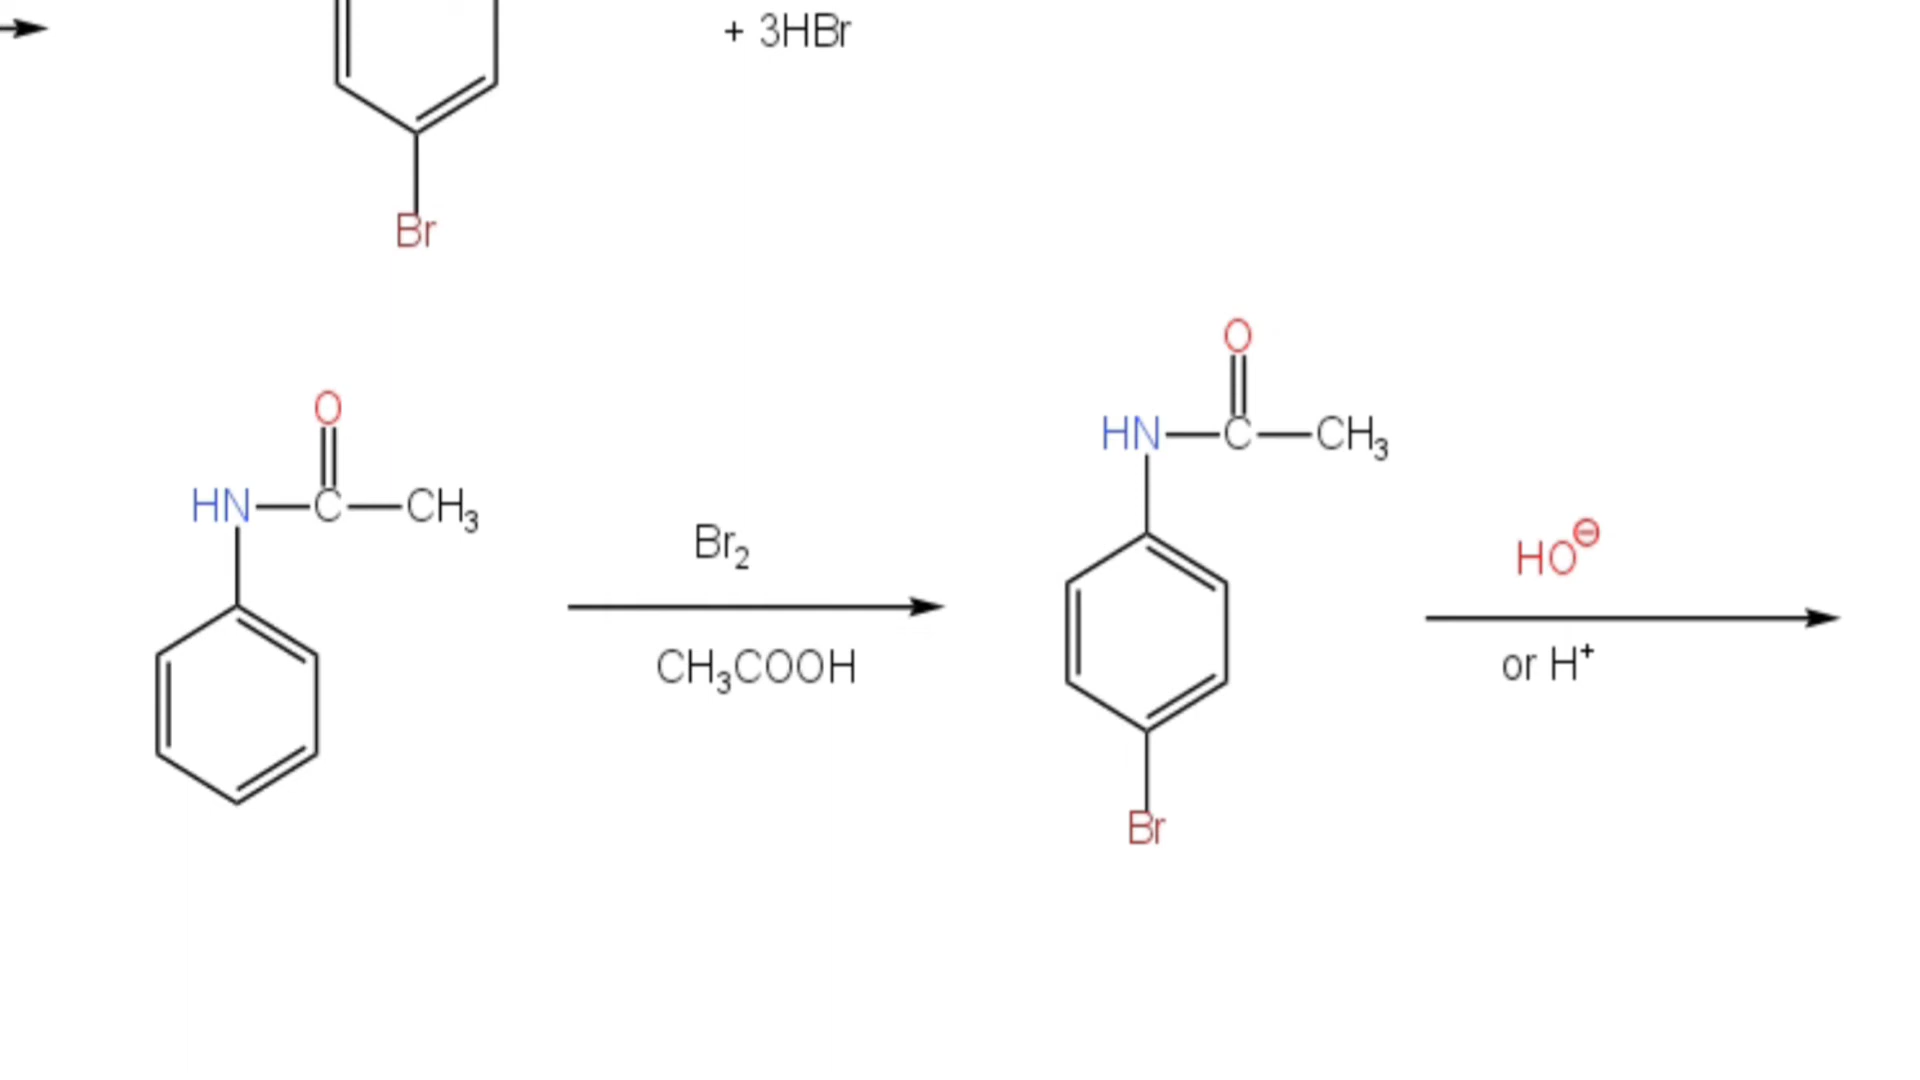 + 3HBr
Br
O
HN C CH₃
O
HN C CH₃
Br₂
CH₃COOH
HO⊖
or H⁺
Br